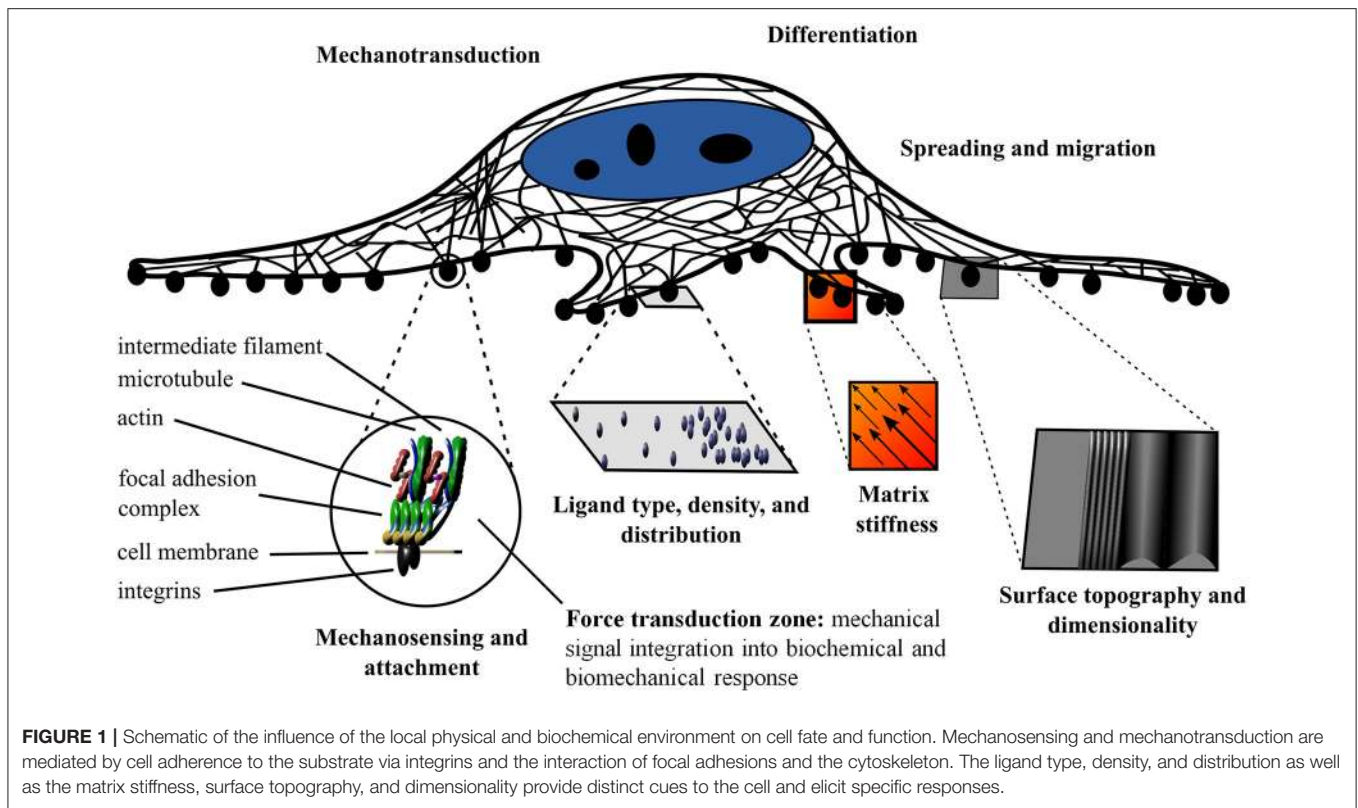 Differentiation
Mechanotransduction
Spreading and migration
intermediate filament
microtubule
actin
focal adhesion
complex
cell membrane
integrins
Mechanosensing and
attachment
Ligand type, density, and
distribution
Matrix
stiffness
Surface topography and
dimensionality
Force transduction zone: mechanical
signal integration into biochemical and
biomechanical response
FIGURE 1 | Schematic of the influence of the local physical and biochemical environment on cell fate and function. Mechanosensing and mechanotransduction are
mediated by cell adherence to the substrate via integrins and the interaction of focal adhesions and the cytoskeleton. The ligand type, density, and distribution as well
as the matrix stiffness, surface topography, and dimensionality provide distinct cues to the cell and elicit specific responses.